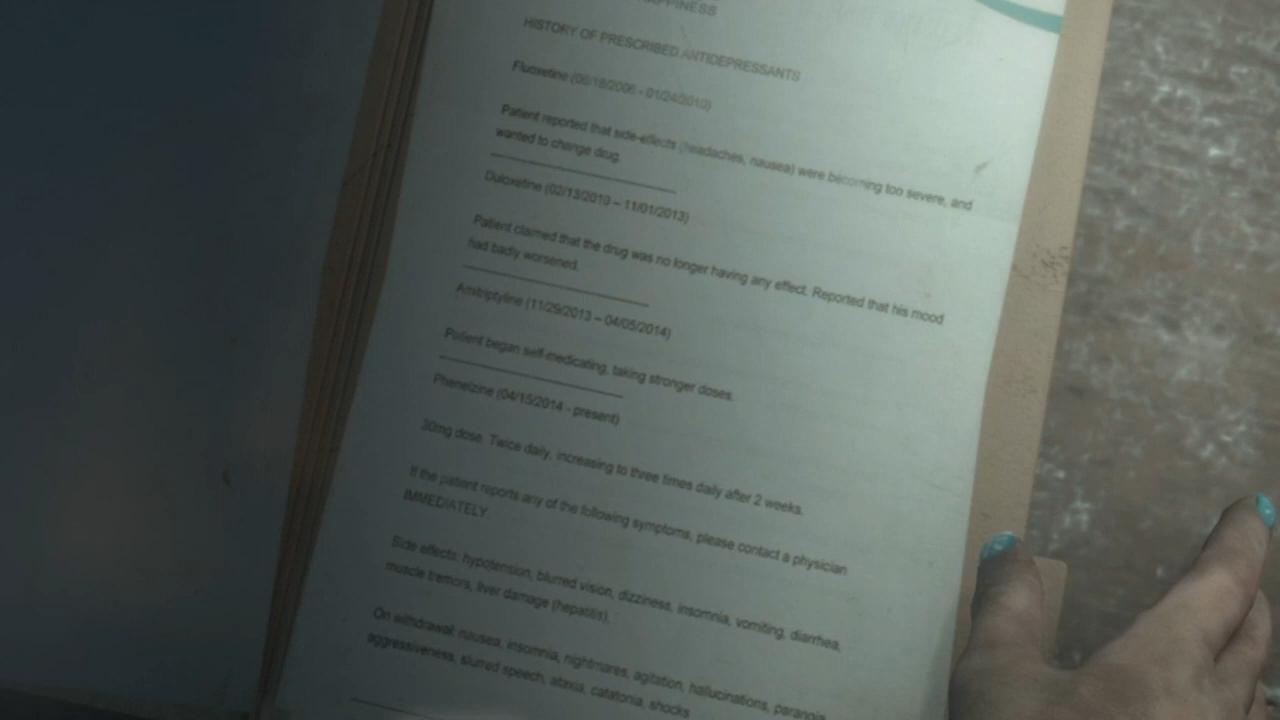 HAPPINESS
HISTORY OF PRESCRIBED ANTIDEPRESSANTS
Fluoxetine (06/18/2006 - 01/24/2010)
Patient reported that side-effects (headaches, nausea) were becoming too severe, and
wanted to change drug.
Duloxetine (02/13/2010 – 11/01/2013)
Patient claimed that the drug was no longer having any effect. Reported that his mood
had badly worsened.
Amitriptyline (11/29/2013 – 04/05/2014)
Patient began self-medicating, taking stronger doses.
Phenelzine (04/15/2014 - present)
30mg dose. Twice daily, increasing to three times daily after 2 weeks.
If the patient reports any of the following symptoms, please contact a physician
IMMEDIATELY:
Side effects: hypotension, blurred vision, dizziness, insomnia, vomiting, diarrhea,
muscle tremors, liver damage (hepatitis).
On withdrawal: nausea, insomnia, nightmares, agitation, hallucinations, paranoia,
aggressiveness, slurred speech, ataxia, catatonia, shocks